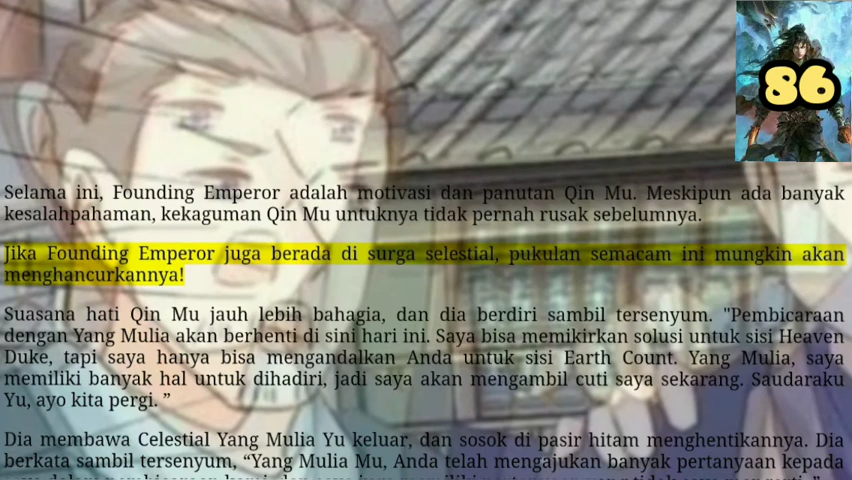 86
Selama ini, Founding Emperor adalah motivasi dan panutan Qin Mu. Meskipun ada banyak
kesalahpahaman, kekaguman Qin Mu untuknya tidak pernah rusak sebelumnya.
Jika Founding Emperor juga berada di surga selestial, pukulan semacam ini mungkin akan
menghancurkannya!
Suasana hati Qin Mu jauh lebih bahagia, dan dia berdiri sambil tersenyum. "Pembicaraan
dengan Yang Mulia akan berhenti di sini hari ini. Saya bisa memikirkan solusi untuk sisi Heaven
Duke, tapi saya hanya bisa mengandalkan Anda untuk sisi Earth Count. Yang Mulia, saya
memiliki banyak hal untuk dihadiri, jadi saya akan mengambil cuti saya sekarang. Saudaraku
Yu, ayo kita pergi. ”
Dia membawa Celestial Yang Mulia Yu keluar, dan sosok di pasir hitam menghentikannya. Dia
berkata sambil tersenyum, “Yang Mulia Mu, Anda telah mengajukan banyak pertanyaan kepada